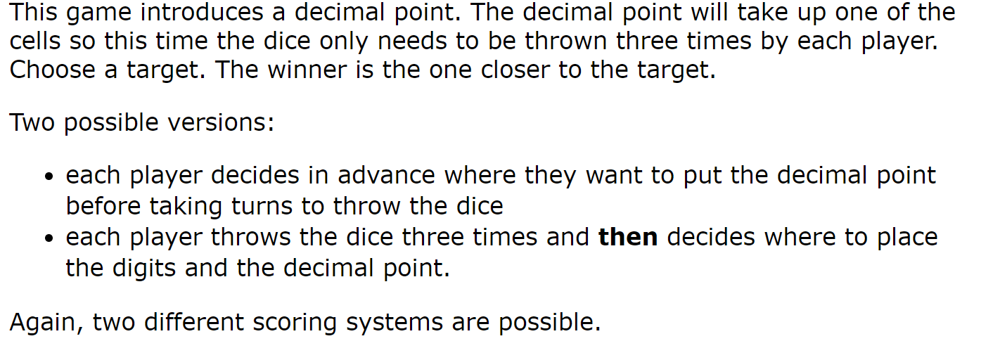 This game introduces a decimal point. The decimal point will take up one of the
cells so this time the dice only needs to be thrown three times by each player.
Choose a target. The winner is the one closer to the target.
Two possible versions:
• each player decides in advance where they want to put the decimal point
before taking turns to throw the dice
• each player throws the dice three times and then decides where to place
the digits and the decimal point.
Again, two different scoring systems are possible.